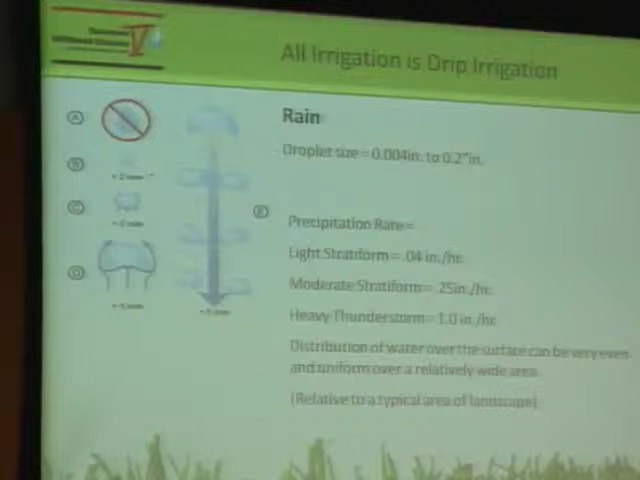 All Irrigation is Drip Irrigation
Rain
Droplet size = 0.004in. to 0.2"in.
A
B
C
D
E
Precipitation Rate=
Light Stratiform = .04 in./hr.
Moderate Stratiform = .25in./hr.
Heavy Thunderstorm = 1.0 in./hr.
Distribution of water over the surface can be very even
and uniform over a relatively wide area.
(Relative to a typical area of landscape)